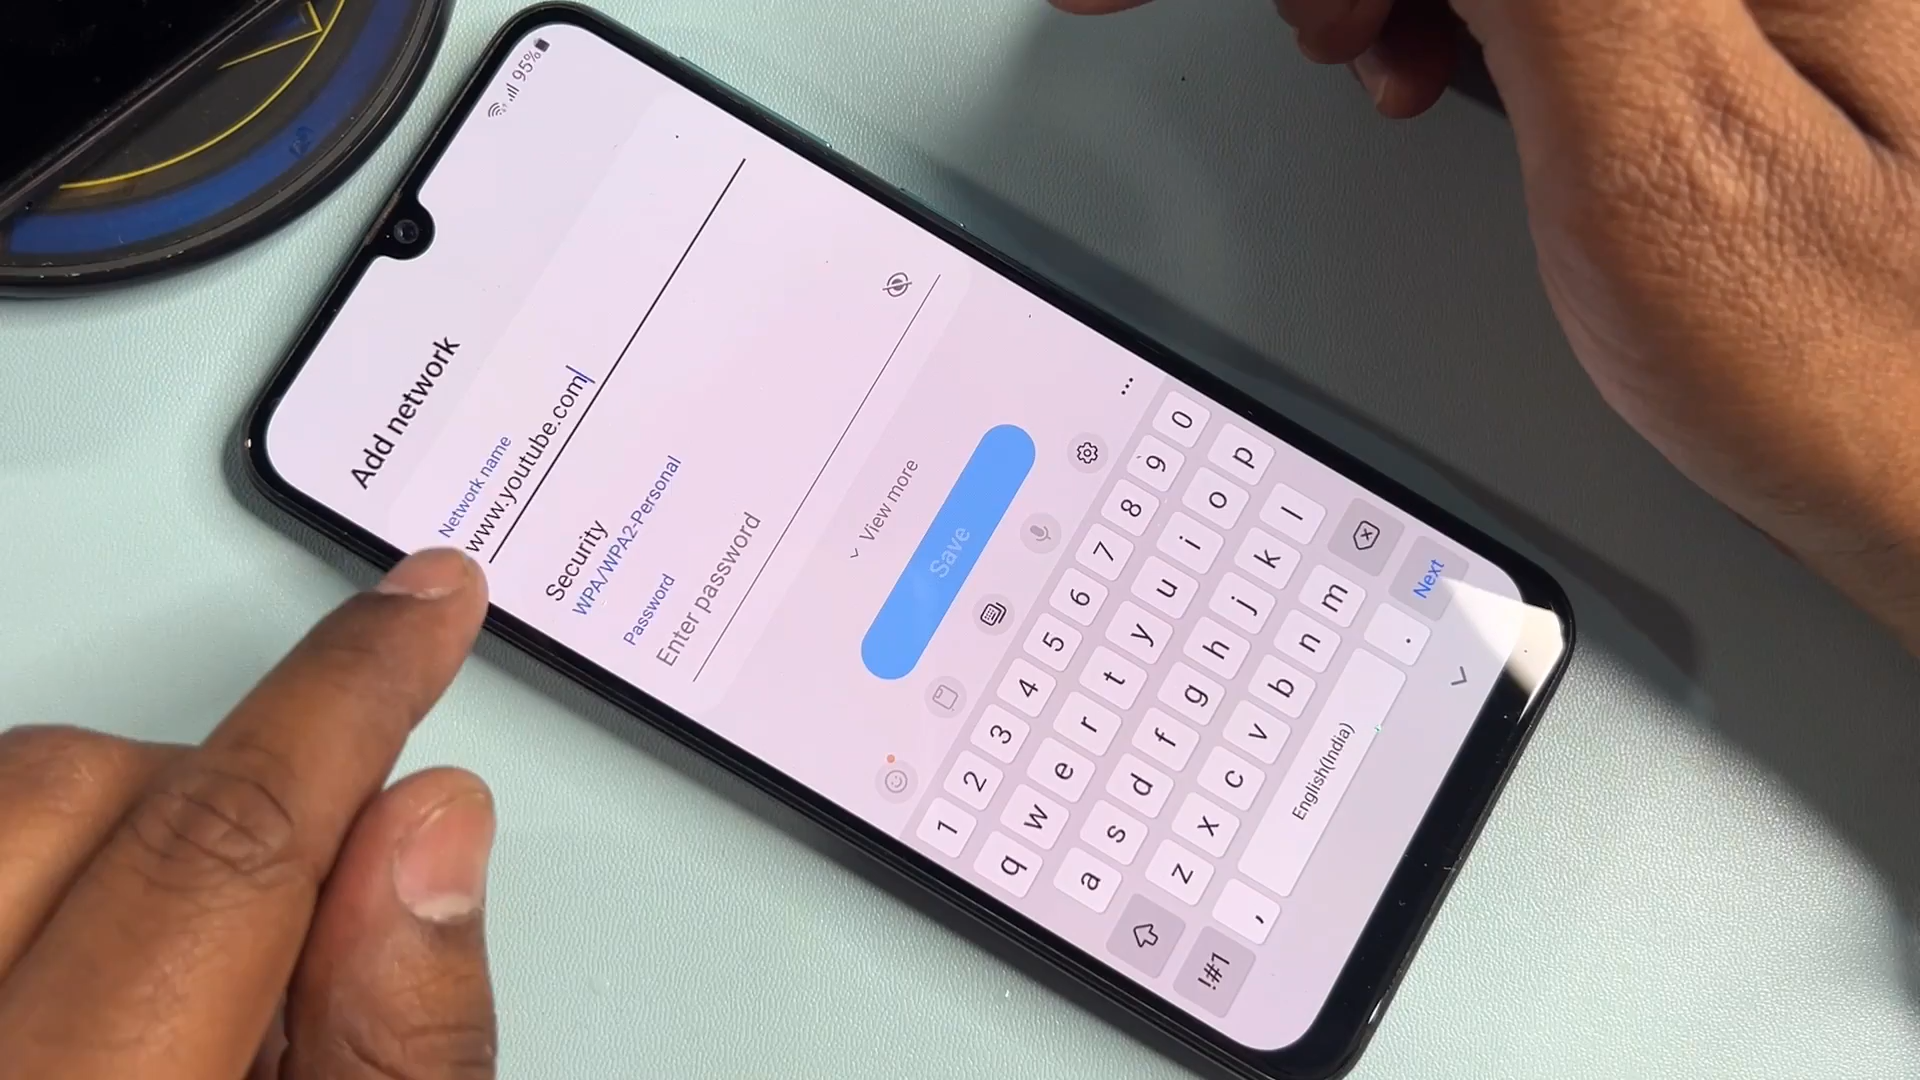 95%
Add network
Network name
www.youtube.com
Security
WPA/WPA2-Personal
Password
Enter password
View more
Save
1 2 3 4 5 6 7 8 9 0
q w e r t y u i o p
a s d f g h j k l
z x c v b n m
!#1 , English(India) . Next